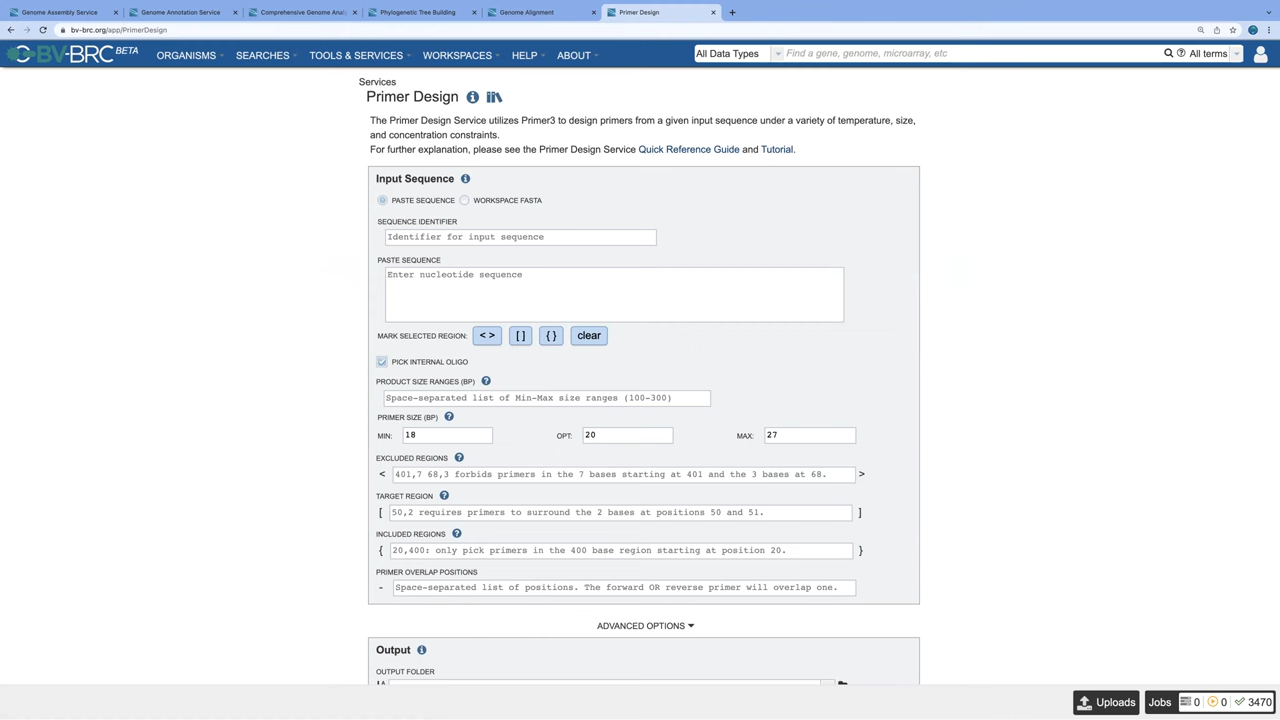 Genome Assembly Service
Genome Annotation Service
Comprehensive Genome Anal
Phylogenetic Tree Building
Genome Alignment
Primer Design
bv-brc.org/app/PrimerDesign
BV-BRC BETA
ORGANISMS
SEARCHES
TOOLS & SERVICES
WORKSPACES
HELP
ABOUT
All Data Types
Find a gene, genome, microarray, etc
All terms
Services
Primer Design
The Primer Design Service utilizes Primer3 to design primers from a given input sequence under a variety of temperature, size,
and concentration constraints.
For further explanation, please see the Primer Design Service Quick Reference Guide and Tutorial.
Input Sequence
PASTE SEQUENCE WORKSPACE FASTA
SEQUENCE IDENTIFIER
Identifier for input sequence
PASTE SEQUENCE
Enter nucleotide sequence
MARK SELECTED REGION: < > [ ] { } clear
PICK INTERNAL OLIGO
PRODUCT SIZE RANGES (BP)
Space-separated list of Min-Max size ranges (100-300)
PRIMER SIZE (BP)
MIN: 18 OPT: 20 MAX: 27
EXCLUDED REGIONS
< 401,7 68,3 forbids primers in the 7 bases starting at 401 and the 3 bases at 68. >
TARGET REGION
[ 50,2 requires primers to surround the 2 bases at positions 50 and 51. ]
INCLUDED REGIONS
{ 20,400: only pick primers in the 400 base region starting at position 20. }
PRIMER OVERLAP POSITIONS
- Space-separated list of positions. The forward OR reverse primer will overlap one.
ADVANCED OPTIONS
Output
OUTPUT FOLDER
Uploads
Jobs 0 0 3470